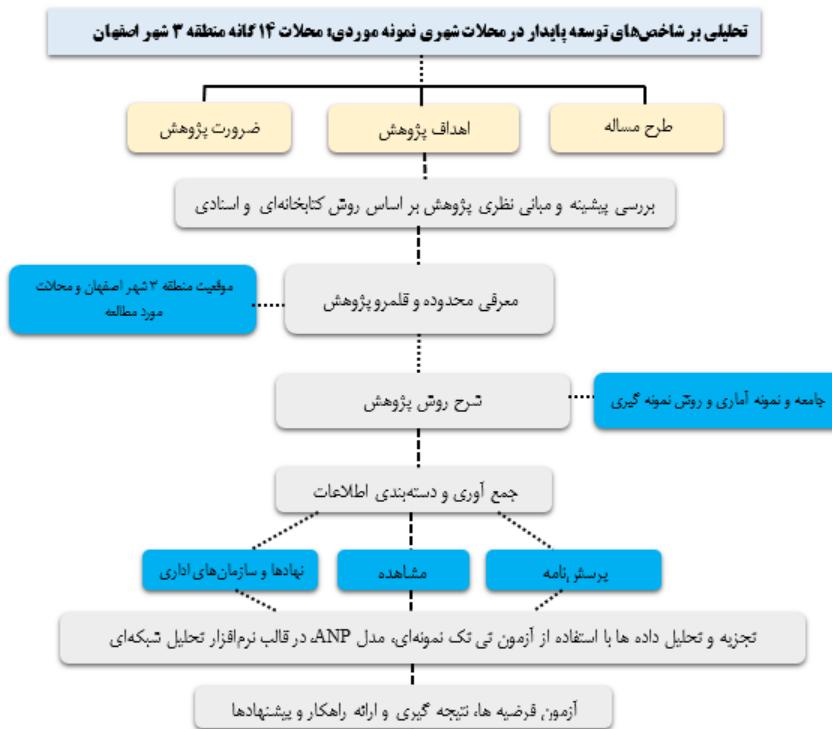 تحلیلی بر شاخص‌های توسعه پایدار در محلات شهری نمونه موردی؛ محلات ۱۴ گانه منطقه ۳ شهر اصفهان
طرح مساله
اهداف پژوهش
ضرورت پژوهش
بررسی پیشینه و مبانی نظری پژوهش بر اساس روش کتابخانه‌ای و اسنادی
معرفی محدوده و قلمرو پژوهش
موقعیت منطقه ۳ شهر اصفهان و محلات
مورد مطالعه
شرح روش پژوهش
جامعه و نمونه آماری و روش نمونه گیری
جمع آوری و دسته‌بندی اطلاعات
پرسش‌نامه
مشاهده
نهادها و سازمان‌های اداری
تجزیه و تحلیل داده ها با استفاده از آزمون تی تک نمونه‌ای، مدل ANP، در قالب نرم‌افزار تحلیل شبکه‌ای
آزمون فرضیه ها، نتیجه گیری و ارائه راهکار و پیشنهادها